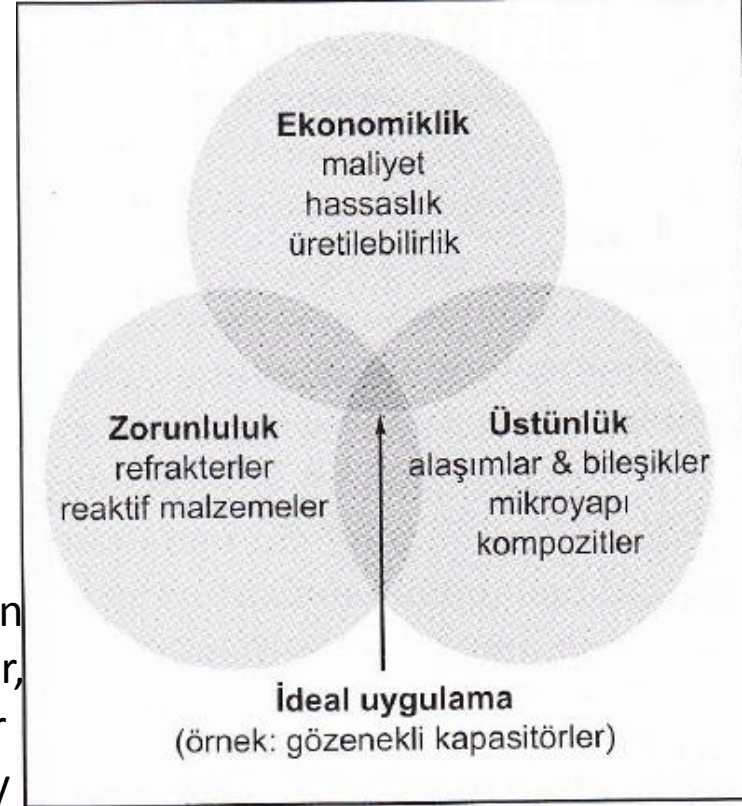 Ekonomiklik
maliyet
hassaslık
üretilebilirlik
Zorunluluk
refrakterler
reaktif malzemeler
Üstünlük
alaşımlar & bileşikler
mikroyapı
kompozitler
İdeal uygulama
(örnek: gözenekli kapasitörler)